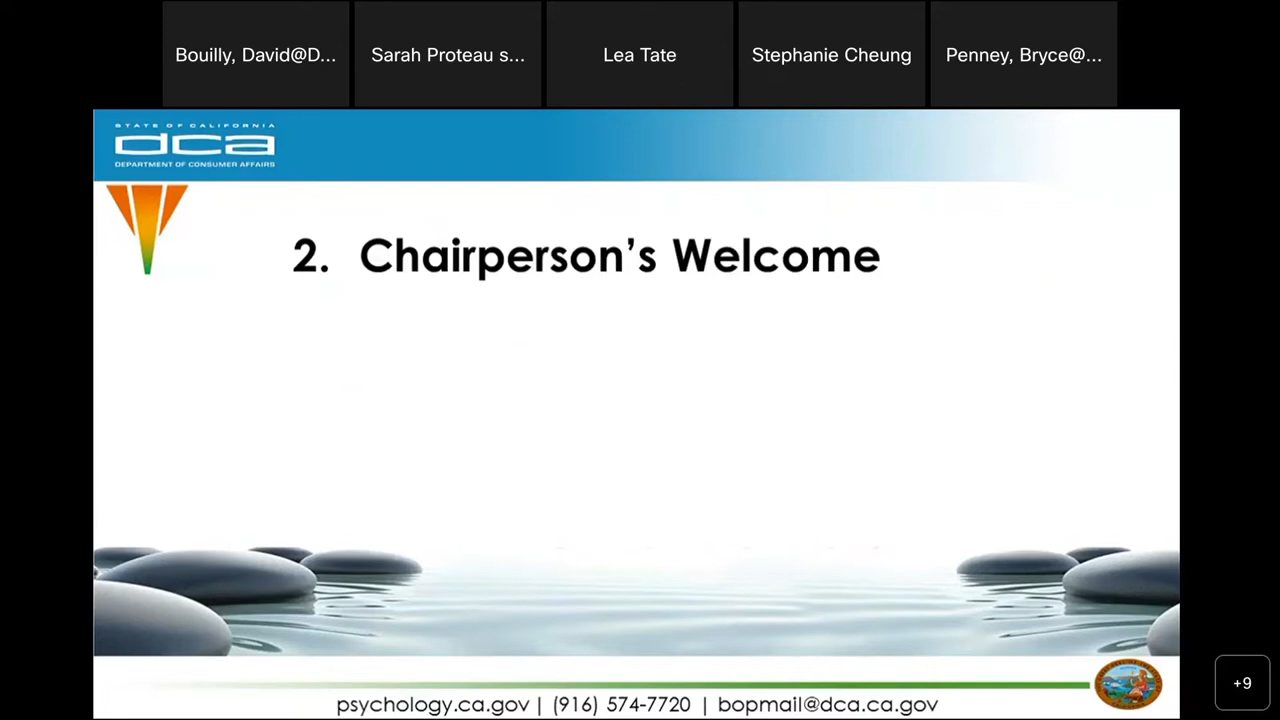 Bouilly, David@D...
Sarah Proteau s...
Lea Tate
Stephanie Cheung
Penney, Bryce@...
STATE OF CALIFORNIA
dca
DEPARTMENT OF CONSUMER AFFAIRS
2. Chairperson’s Welcome
psychology.ca.gov | (916) 574-7720 | bopmail@dca.ca.gov
+9